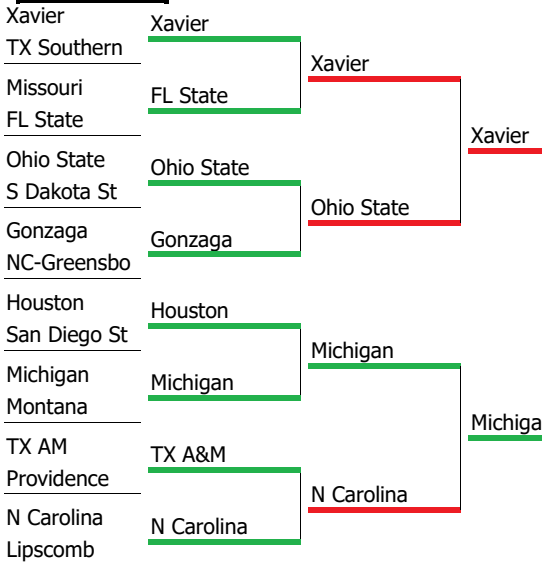 Xavier
TX Southern
Missouri
FL State
Ohio State
S Dakota St
Gonzaga
NC-Greensbo
Houston
San Diego St
Michigan
Montana
TX AM
Providence
N Carolina
Lipscomb
Xavier
FL State
Ohio State
Gonzaga
Houston
Michigan
TX A&M
N Carolina
Xavier
Ohio State
Michigan
N Carolina
Xavier
Michiga